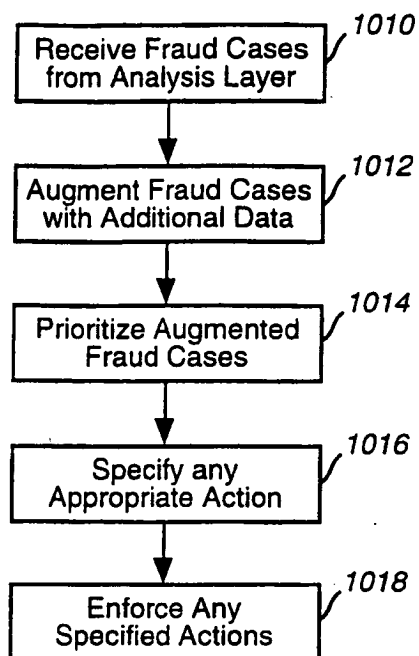 1010
Receive Fraud Cases
from Analysis Layer
1012
Augment Fraud Cases
with Additional Data
1014
Prioritize Augmented
Fraud Cases
1016
Specify any
Appropriate Action
1018
Enforce Any
Specified Actions